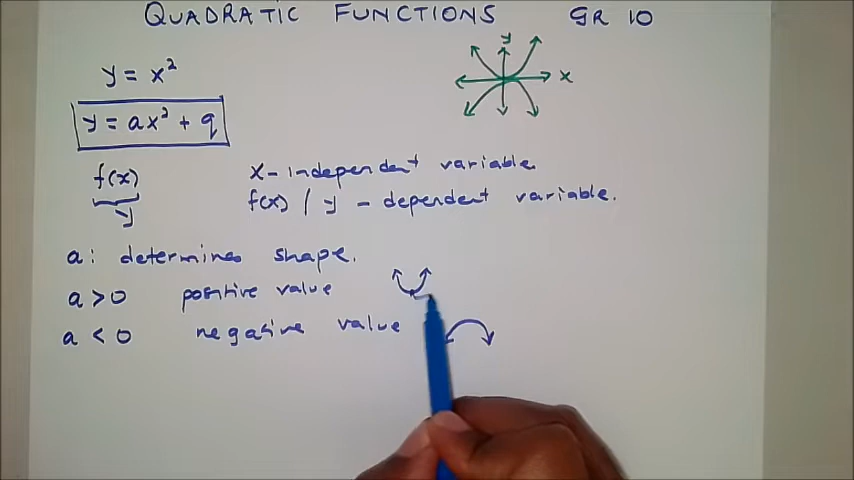 QUADRATIC FUNCTIONS GR 10
y = x²
y = ax² + q
y
x
f(x)
y
x - independent variable
f(x) / y - dependent variable.
a: determines shape.
a > 0 positive value
a < 0 negative value